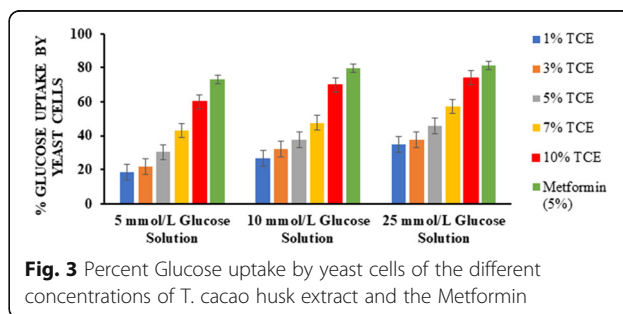 % GLUCOSE UPTAKE BY
YEAST CELLS
100
80
60
40
20
0
5 mmol/L Glucose
Solution
10 mmol/L Glucose
Solution
25 mmol/L Glucose
Solution
1% TCE
3% TCE
5% TCE
7% TCE
10% TCE
Metformin
(5%)
Fig. 3 Percent Glucose uptake by yeast cells of the different
concentrations of T. cacao husk extract and the Metformin